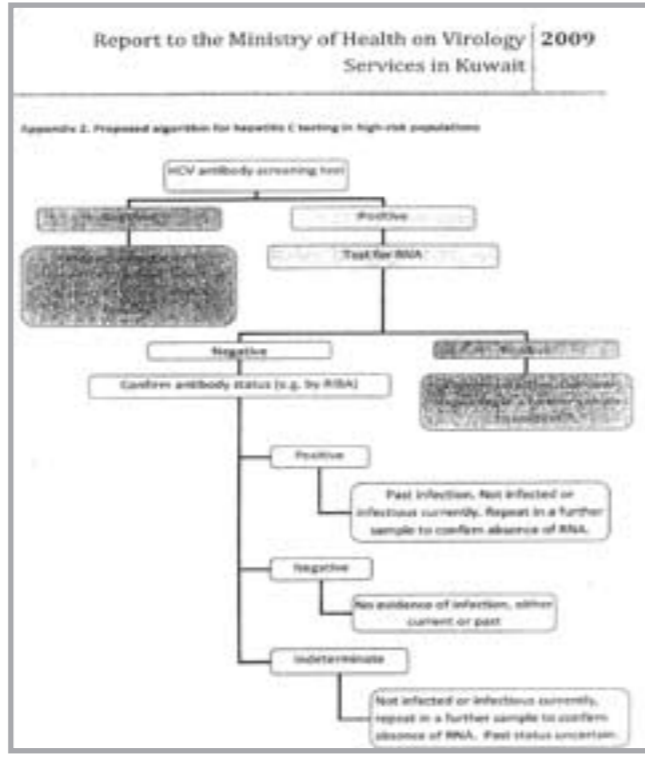 Report to the Ministry of Health on Virology 2009
Services in Kuwait
Appendix 2. Proposed algorithm for hepatitis C testing in high-risk populations
HCV antibody screening test
Positive
Test for RNA
Negative
Positive
Confirm antibody status (e.g. by RIBA)
Positive
Past infection. Not infected or
infectious currently. Repeat in a further
sample to confirm absence of RNA.
Negative
No evidence of infection, either
current or past
Indeterminate
Not infected or infectious currently,
repeat in a further sample to confirm
absence of RNA. Past status uncertain.